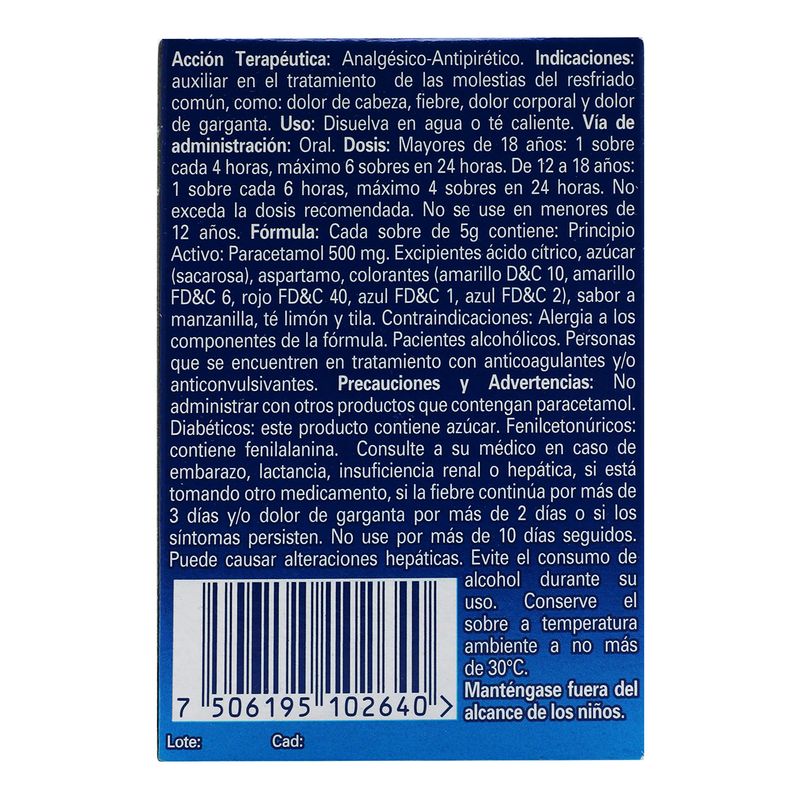 Acción Terapéutica: Analgésico-Antipirético. Indicaciones:
auxiliar en el tratamiento de las molestias del resfriado
común, como: dolor de cabeza, fiebre, dolor corporal y dolor
de garganta. Uso: Disuelva en agua o té caliente. Vía de
administración: Oral. Dosis: Mayores de 18 años: 1 sobre
cada 4 horas, máximo 6 sobres en 24 horas. De 12 a 18 años:
1 sobre cada 6 horas, máximo 4 sobres en 24 horas. No
exceda la dosis recomendada. No se use en menores de
12 años. Fórmula: Cada sobre de 5g contiene: Principio
Activo: Paracetamol 500 mg. Excipientes ácido cítrico, azúcar
(sacarosa), aspartamo, colorantes (amarillo D&C 10, amarillo
FD&C 6, rojo FD&C 40, azul FD&C 1, azul FD&C 2), sabor a
manzanilla, té limón y tila. Contraindicaciones: Alergia a los
componentes de la fórmula. Pacientes alcohólicos. Personas
que se encuentren en tratamiento con anticoagulantes y/o
anticonvulsivantes. Precauciones y Advertencias: No
administrar con otros productos que contengan paracetamol.
Diabéticos: este producto contiene azúcar. Fenilcetonúricos:
contiene fenilalanina. Consulte a su médico en caso de
embarazo, lactancia, insuficiencia renal o hepática, si está
tomando otro medicamento, si la fiebre continúa por más de
3 días y/o dolor de garganta por más de 2 días o si los
síntomas persisten. No use por más de 10 días seguidos.
Puede causar alteraciones hepáticas. Evite el consumo de
alcohol durante su
uso. Conserve el
sobre a temperatura
ambiente a no más
de 30°C.
Manténgase fuera del
alcance de los niños.
7 506195 102640 >
Lote: Cad: